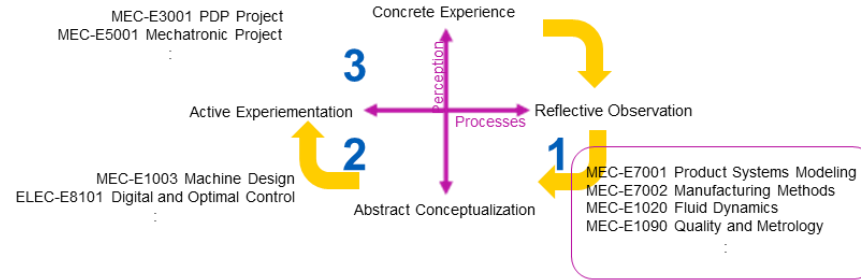 Concrete Experience
MEC-E3001 PDP Project
MEC-E5001 Mechatronic Project
:
3
Perception
Active Experiementation
Reflective Observation
Processes
2
1
MEC-E1003 Machine Design
ELEC-E8101 Digital and Optimal Control
:
Abstract Conceptualization
MEC-E7001 Product Systems Modeling
MEC-E7002 Manufacturing Methods
MEC-E1020 Fluid Dynamics
MEC-E1090 Quality and Metrology
: